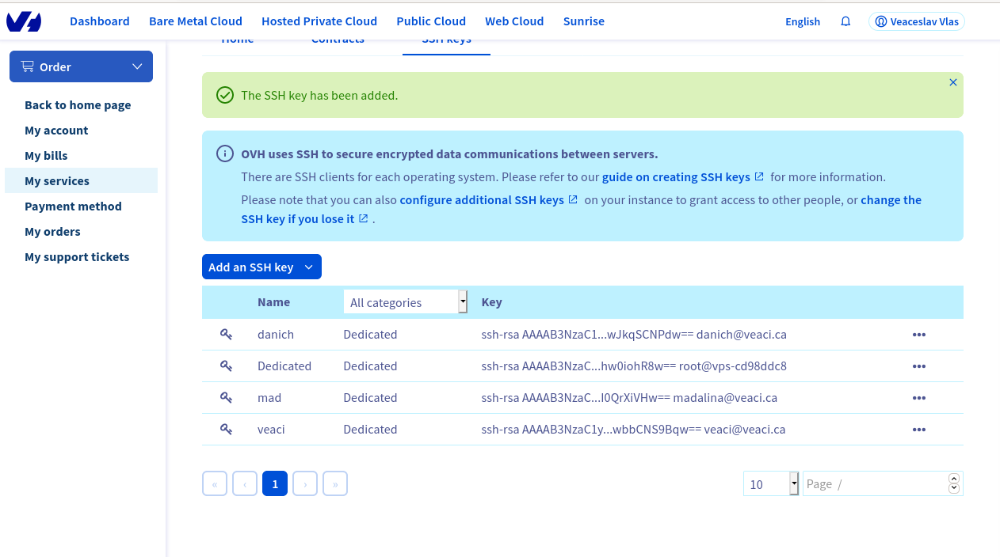 Dashboard Bare Metal Cloud Hosted Private Cloud Public Cloud Web Cloud Sunrise English Veaceslav Vlas
Home Contracts SSH keys
Order
Back to home page
My account
My bills
My services
Payment method
My orders
My support tickets
The SSH key has been added.
OVH uses SSH to secure encrypted data communications between servers.
There are SSH clients for each operating system. Please refer to our guide on creating SSH keys for more information.
Please note that you can also configure additional SSH keys on your instance to grant access to other people, or change the
SSH key if you lose it .
Add an SSH key
Name All categories Key
danich Dedicated ssh-rsa AAAAB3NzaC1...wJkqSCNPdw== danich@veaci.ca •••
Dedicated Dedicated ssh-rsa AAAAB3NzaC...hw0iohR8w== root@vps-cd98ddc8 •••
mad Dedicated ssh-rsa AAAAB3NzaC...I0QrXiVHw== madalina@veaci.ca •••
veaci Dedicated ssh-rsa AAAAB3NzaC1y...wbbCNS9Bqw== veaci@veaci.ca •••
« ‹ 1 › » 10 Page /